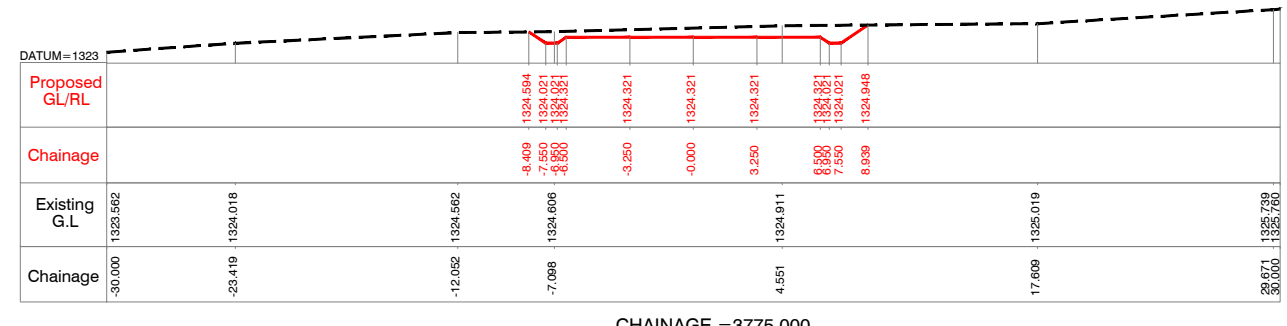 DATUM=1323
Proposed
GL/RL
1324.594 1324.021 1324.021 1324.321 1324.321 1324.321 1324.321 1324.321 1324.021 1324.021 1324.948
Chainage
-8.409 -7.550 -6.950 -6.500 -3.250 -0.000 3.250 6.500 6.950 7.550 8.939
Existing
G.L
1323.562 1324.018 1324.562 1324.606 1324.911 1325.019 1325.739 1325.760
Chainage
-30.000 -23.419 -12.052 -7.098 4.551 17.609 29.671 30.000
CHAINAGE =3775.000